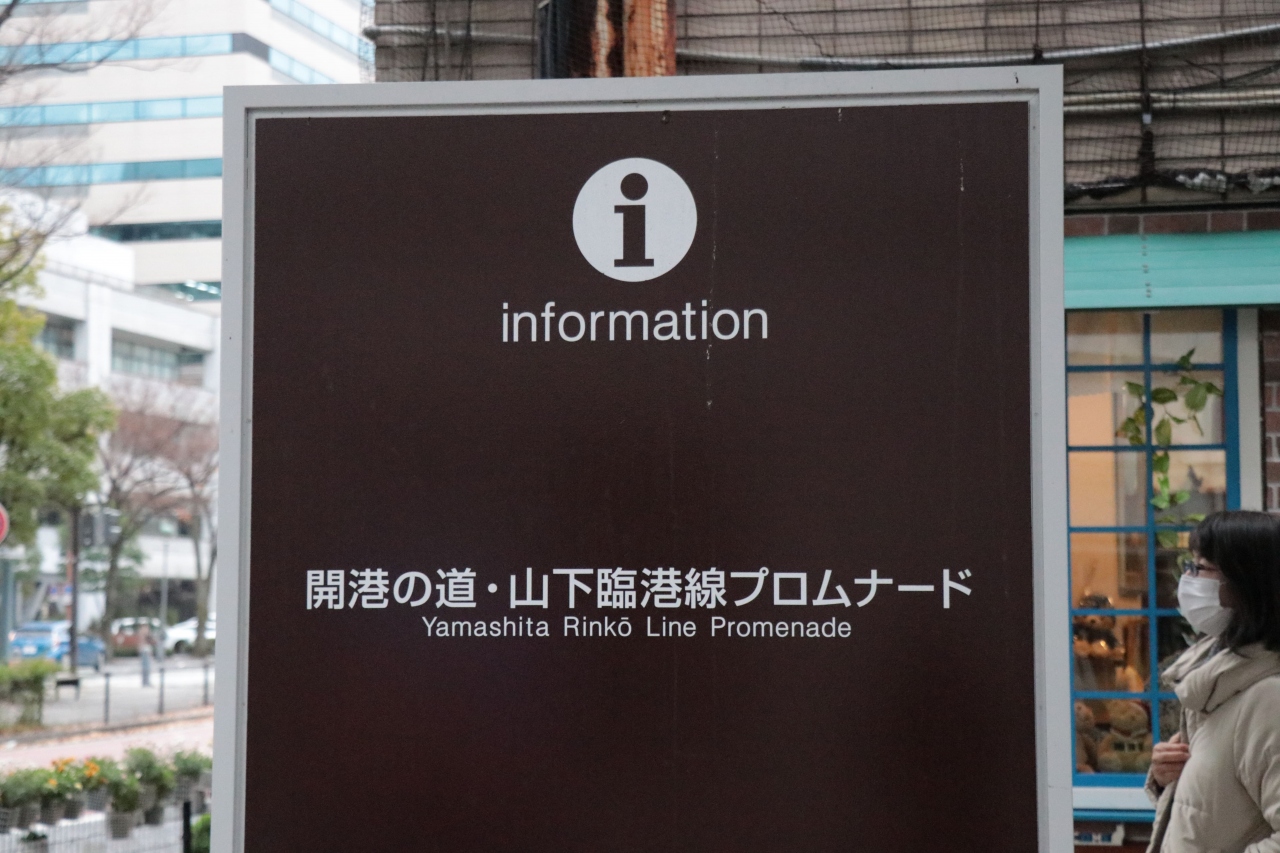 i
information
開港の道・山下臨港線プロムナード
Yamashita Rinkō Line Promenade